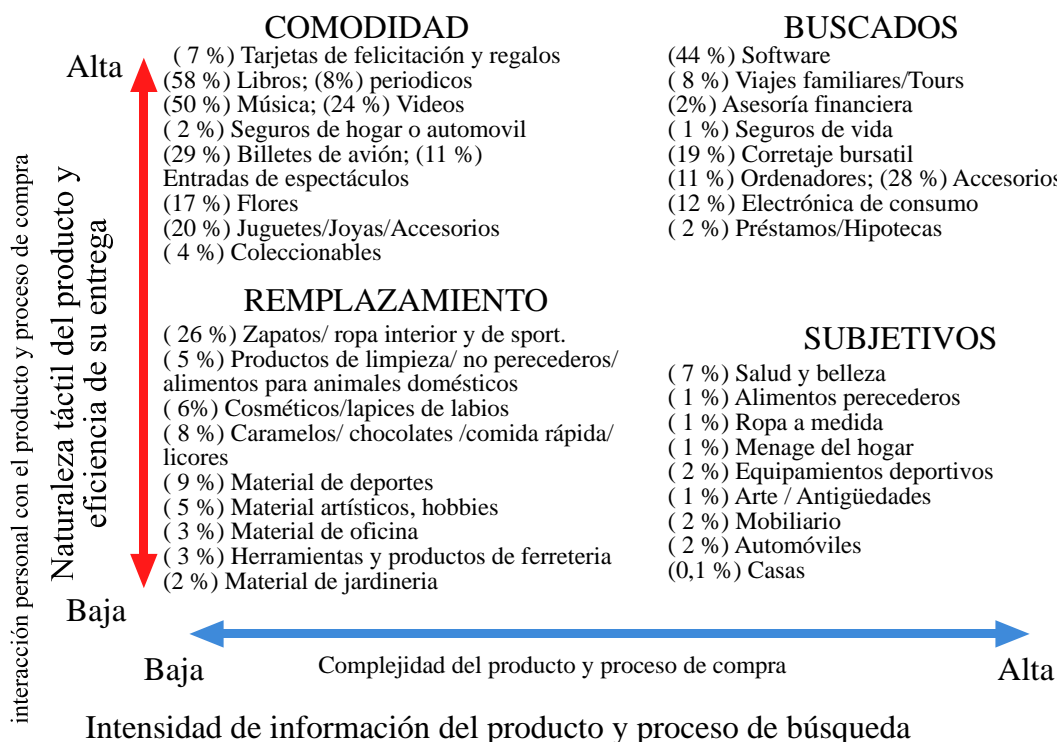 COMODIDAD
( 7 %) Tarjetas de felicitación y regalos
(58 %) Libros; (8%) periodicos
(50 %) Música; (24 %) Videos
( 2 %) Seguros de hogar o automovil
(29 %) Billetes de avión; (11 %)
Entradas de espectáculos
(17 %) Flores
(20 %) Juguetes/Joyas/Accesorios
( 4 %) Coleccionables
BUSCADOS
(44 %) Software
( 8 %) Viajes familiares/Tours
(2%) Asesoría financiera
( 1 %) Seguros de vida
(19 %) Corretaje bursatil
(11 %) Ordenadores; (28 %) Accesorios
(12 %) Electrónica de consumo
( 2 %) Préstamos/Hipotecas
REMPLAZAMIENTO
( 26 %) Zapatos/ ropa interior y de sport.
( 5 %) Productos de limpieza/ no perecederos/
alimentos para animales domésticos
( 6%) Cosméticos/lapices de labios
( 8 %) Caramelos/ chocolates /comida rápida/
licores
( 9 %) Material de deportes
( 5 %) Material artísticos, hobbies
( 3 %) Material de oficina
( 3 %) Herramientas y productos de ferreteria
(2 %) Material de jardineria
SUBJETIVOS
( 7 %) Salud y belleza
( 1 %) Alimentos perecederos
( 1 %) Ropa a medida
( 1 %) Menage del hogar
( 2 %) Equipamientos deportivos
( 1 %) Arte / Antigüedades
( 2 %) Mobiliario
( 2 %) Automóviles
(0,1 %) Casas
Alta
Baja
interacción personal con el producto y proceso de compra
Naturaleza táctil del producto y
eficiencia de su entrega
Baja
Complejidad del producto y proceso de compra
Alta
Intensidad de información del producto y proceso de búsqueda